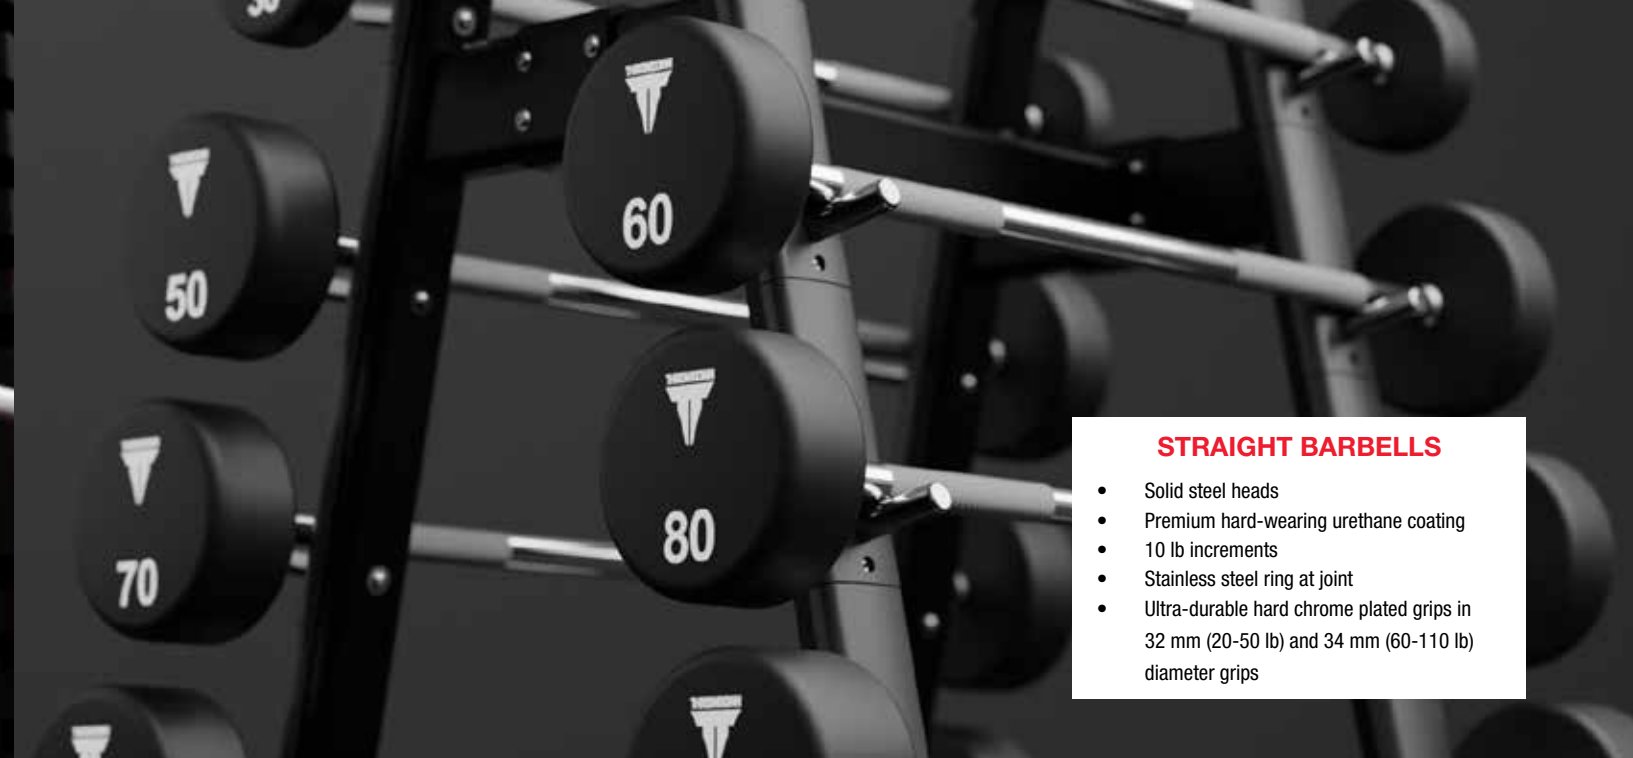 60
50
80
70
STRAIGHT BARBELLS
• Solid steel heads
• Premium hard-wearing urethane coating
• 10 lb increments
• Stainless steel ring at joint
• Ultra-durable hard chrome plated grips in
32 mm (20-50 lb) and 34 mm (60-110 lb)
diameter grips